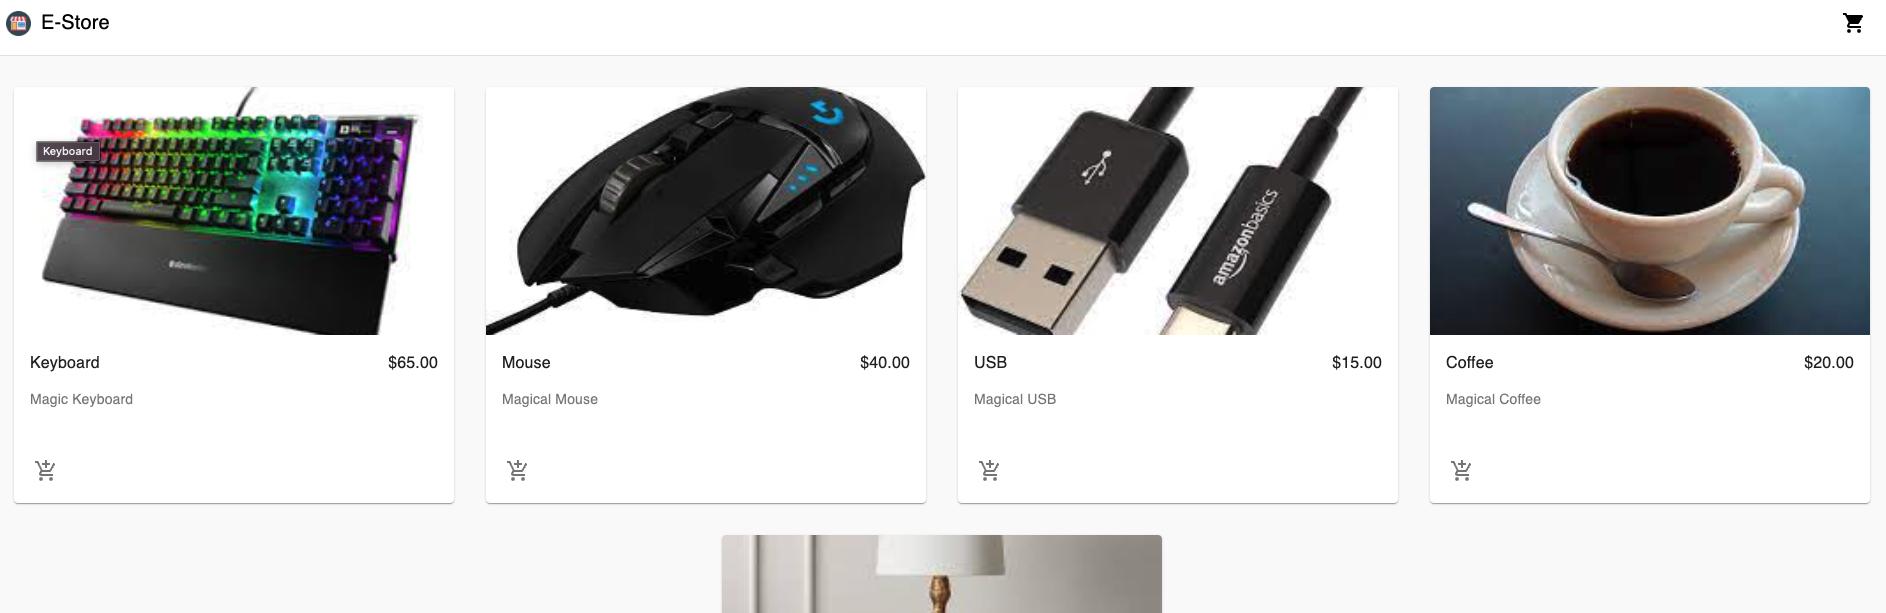 E-Store
Keyboard
amazonbasics
Keyboard $65.00
Magic Keyboard
Mouse $40.00
Magical Mouse
USB $15.00
Magical USB
Coffee $20.00
Magical Coffee